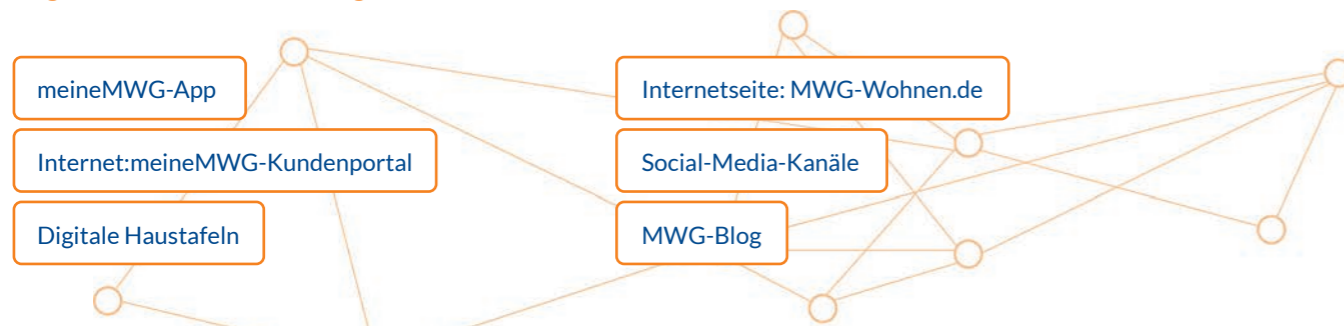 meineMWG-App
Internet:meineMWG-Kundenportal
Digitale Haustafeln
Internetseite: MWG-Wohnen.de
Social-Media-Kanäle
MWG-Blog